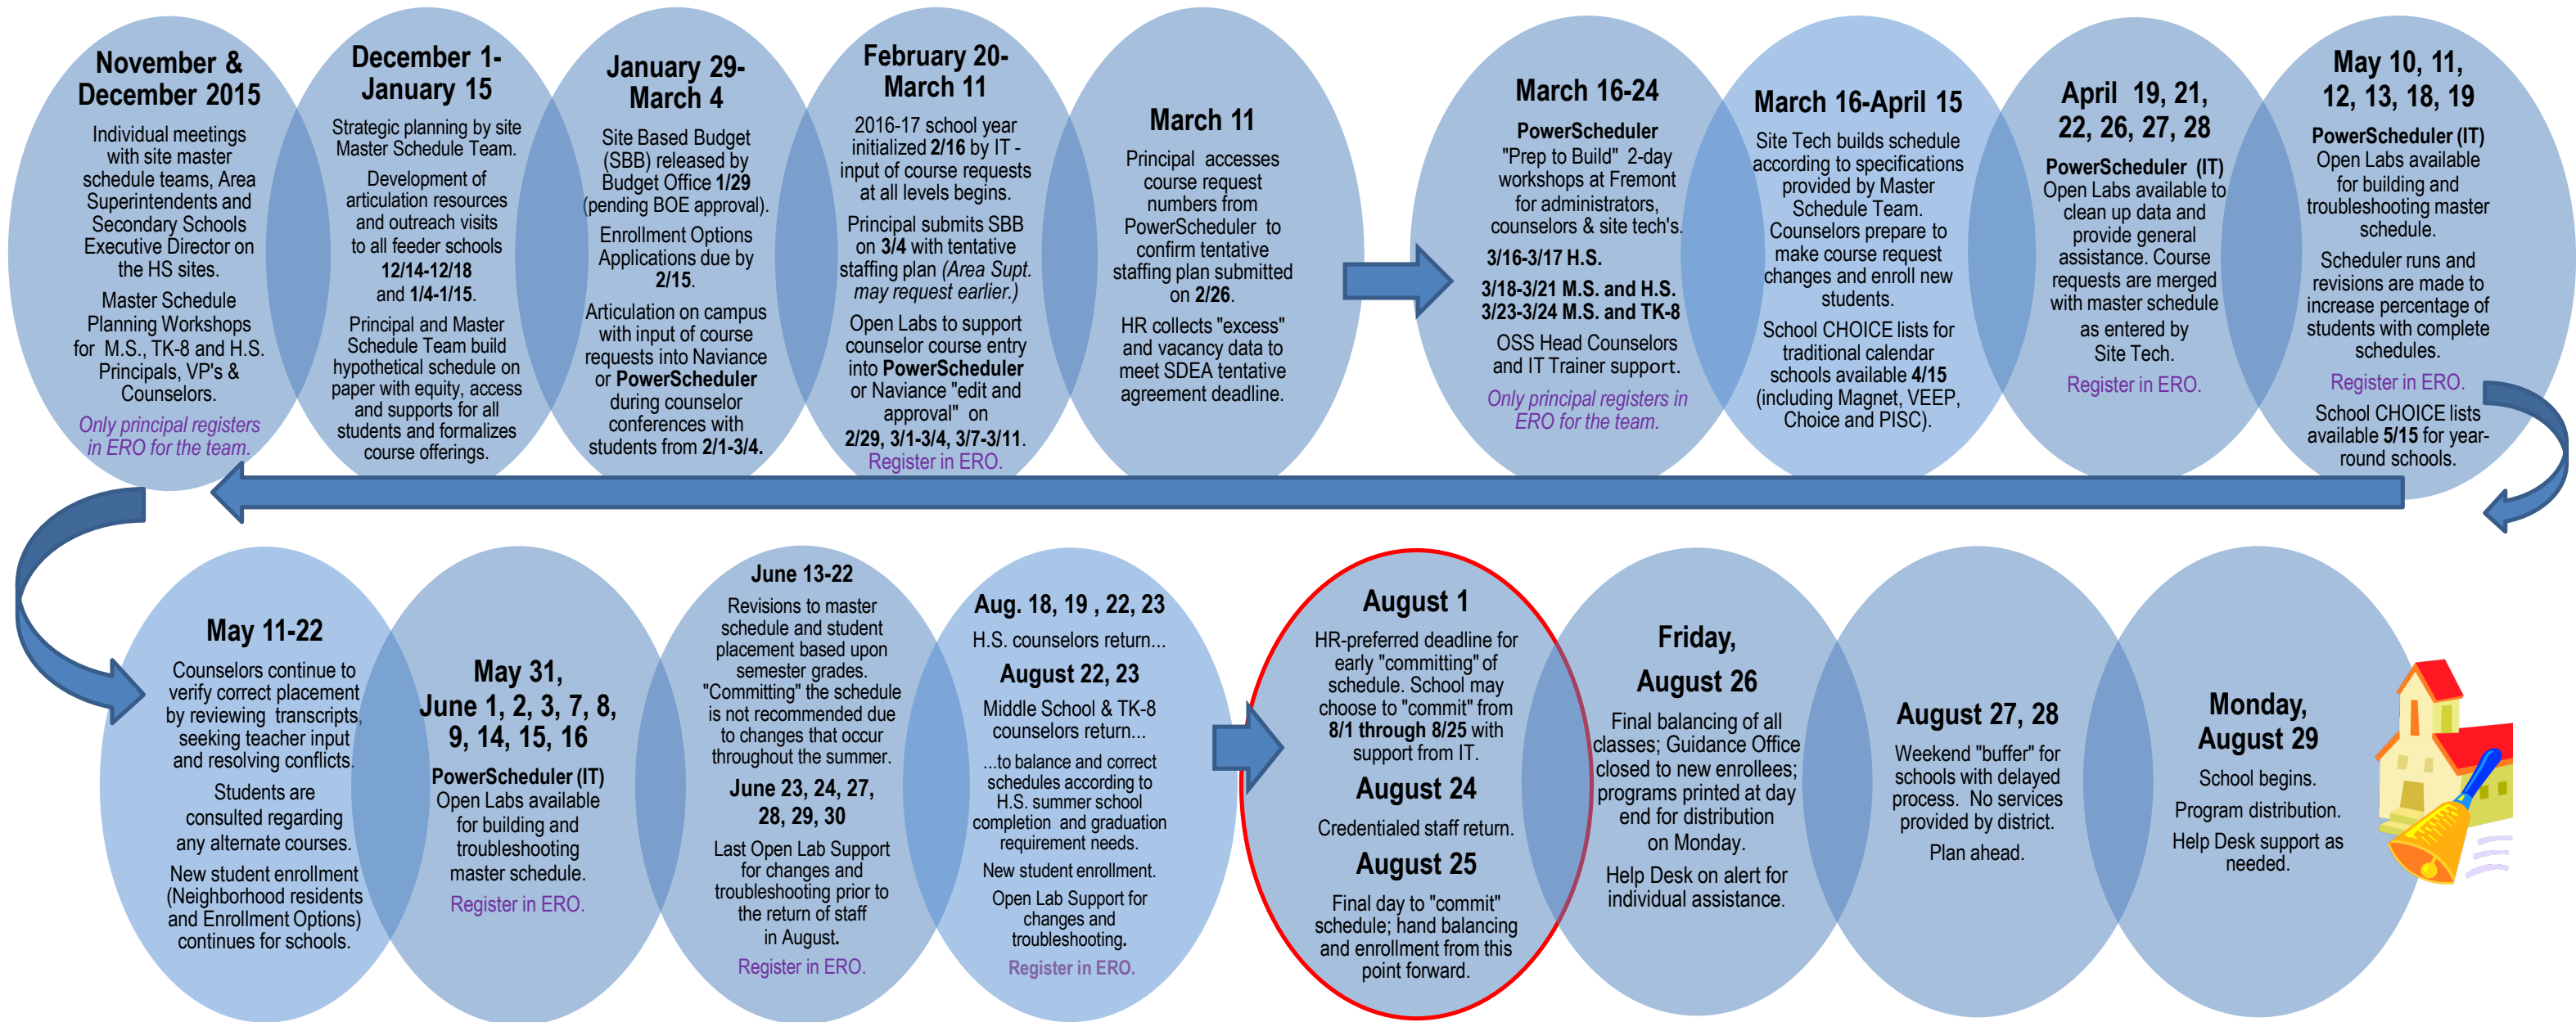 November &
December 2015
Individual meetings
with site master
schedule teams, Area
Superintendents and
Secondary Schools
Executive Director on
the HS sites.
Master Schedule
Planning Workshops
for M.S., TK-8 and H.S.
Principals, VP's &
Counselors.
Only principal registers
in ERO for the team.
December 1-
January 15
Strategic planning by site
Master Schedule Team.
Development of
articulation resources
and outreach visits
to all feeder schools
12/14-12/18
and 1/4-1/15.
Principal and Master
Schedule Team build
hypothetical schedule on
paper with equity, access
and supports for all
students and formalizes
course offerings.
January 29-
March 4
Site Based Budget
(SBB) released by
Budget Office 1/29
(pending BOE approval).
Enrollment Options
Applications due by
2/15.
Articulation on campus
with input of course
requests into Naviance
or PowerScheduler
during counselor
conferences with
students from 2/1-3/4.
February 20-
March 11
2016-17 school year
initialized 2/16 by IT -
input of course requests
at all levels begins.
Principal submits SBB
on 3/4 with tentative
staffing plan (Area Supt.
may request earlier.)
Open Labs to support
counselor course entry
into PowerScheduler
or Naviance "edit and
approval" on
2/29, 3/1-3/4, 3/7-3/11.
Register in ERO.
March 11
Principal accesses
course request
numbers from
PowerScheduler to
confirm tentative
staffing plan submitted
on 2/26.
HR collects "excess"
and vacancy data to
meet SDEA tentative
agreement deadline.
March 16-24
PowerScheduler
"Prep to Build" 2-day
workshops at Fremont
for administrators,
counselors & site tech's.
3/16-3/17 H.S.
3/18-3/21 M.S. and H.S.
3/23-3/24 M.S. and TK-8
OSS Head Counselors
and IT Trainer support.
Only principal registers in
ERO for the team.
March 16-April 15
Site Tech builds schedule
according to specifications
provided by Master
Schedule Team.
Counselors prepare to
make course request
changes and enroll new
students.
School CHOICE lists for
traditional calendar
schools available 4/15
(including Magnet, VEEP,
Choice and PISC).
April 19, 21,
22, 26, 27, 28
PowerScheduler (IT)
Open Labs available to
clean up data and
provide general
assistance. Course
requests are merged
with master schedule
as entered by
Site Tech.
Register in ERO.
May 10, 11,
12, 13, 18, 19
PowerScheduler (IT)
Open Labs available
for building and
troubleshooting master
schedule.
Scheduler runs and
revisions are made to
increase percentage of
students with complete
schedules.
Register in ERO.
School CHOICE lists
available 5/15 for year-
round schools.
May 11-22
Counselors continue to
verify correct placement
by reviewing transcripts,
seeking teacher input
and resolving conflicts.
Students are
consulted regarding
any alternate courses.
New student enrollment
(Neighborhood residents
and Enrollment Options)
continues for schools.
May 31,
June 1, 2, 3, 7, 8,
9, 14, 15, 16
PowerScheduler (IT)
Open Labs available
for building and
troubleshooting
master schedule.
Register in ERO.
June 13-22
Revisions to master
schedule and student
placement based upon
semester grades.
"Committing" the schedule
is not recommended due
to changes that occur
throughout the summer.
June 23, 24, 27,
28, 29, 30
Last Open Lab Support
for changes and
troubleshooting prior to
the return of staff
in August.
Register in ERO.
Aug. 18, 19 , 22, 23
H.S. counselors return...
August 22, 23
Middle School & TK-8
counselors return...
...to balance and correct
schedules according to
H.S. summer school
completion and graduation
requirement needs.
New student enrollment.
Open Lab Support for
changes and
troubleshooting.
Register in ERO.
August 1
HR-preferred deadline for
early "committing" of
schedule. School may
choose to "commit" from
8/1 through 8/25 with
support from IT.
August 24
Credentialed staff return.
August 25
Final day to "commit"
schedule; hand balancing
and enrollment from this
point forward.
Friday,
August 26
Final balancing of all
classes; Guidance Office
closed to new enrollees;
programs printed at day
end for distribution
on Monday.
Help Desk on alert for
individual assistance.
August 27, 28
Weekend "buffer" for
schools with delayed
process. No services
provided by district.
Plan ahead.
Monday,
August 29
School begins.
Program distribution.
Help Desk support as
needed.